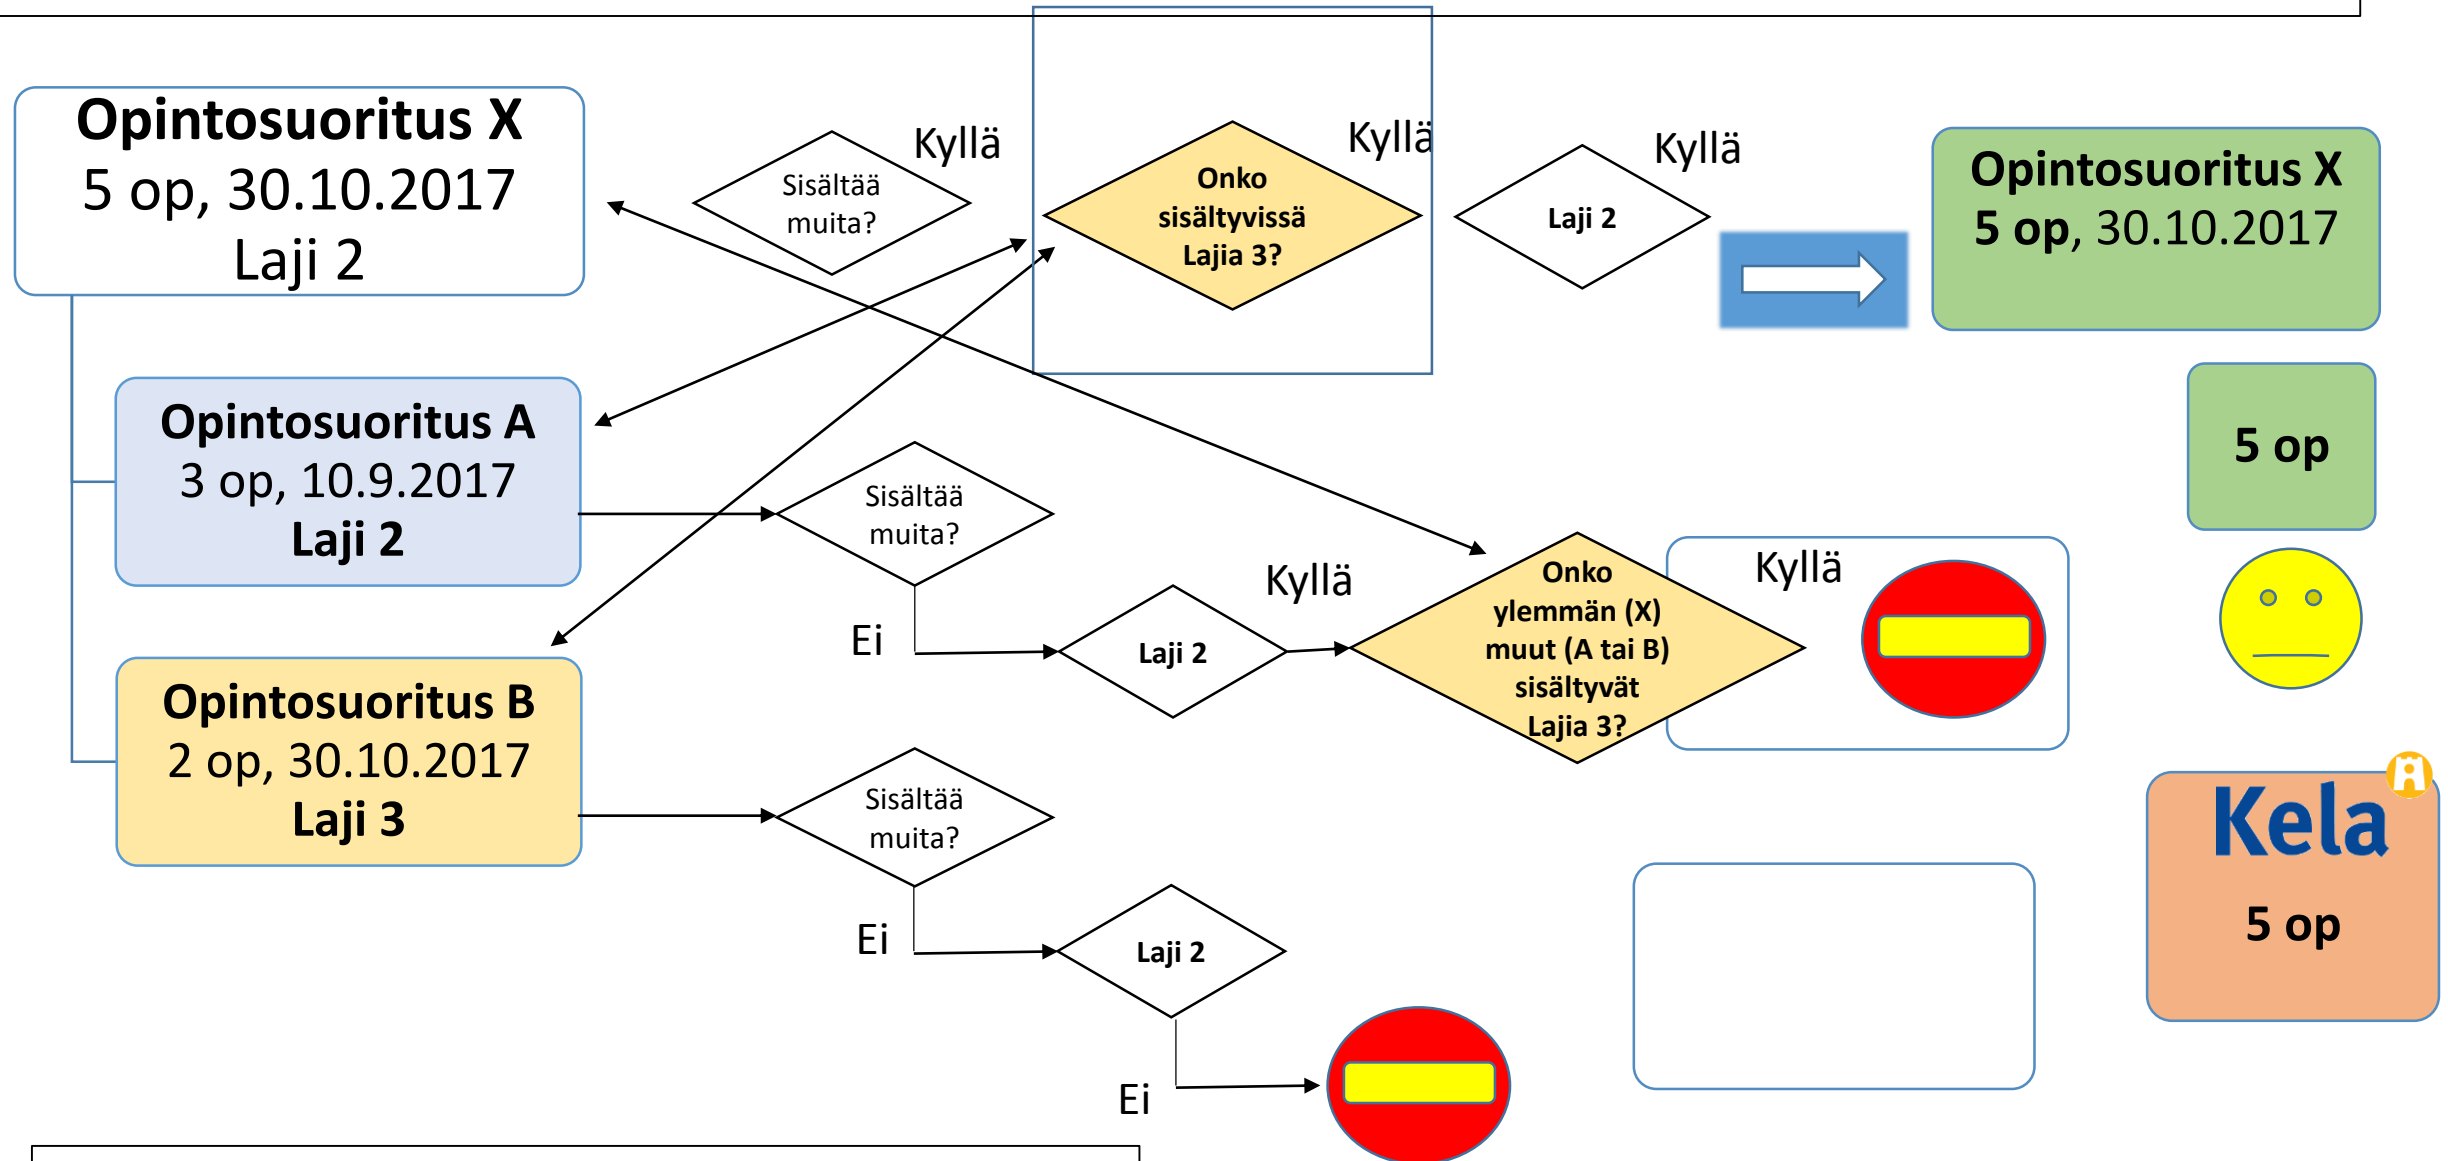 Opintosuoritus X
5 op, 30.10.2017
Laji 2
Sisältää
muita?
Kyllä
Onko
sisältyvissä
Lajia 3?
Kyllä
Laji 2
Kyllä
Opintosuoritus X
5 op, 30.10.2017
5 op
Opintosuoritus A
3 op, 10.9.2017
Laji 2
Sisältää
muita?
Ei
Laji 2
Kyllä
Onko
ylemmän (X)
muut (A tai B)
sisältyvät
Lajia 3?
Kyllä
Opintosuoritus B
2 op, 30.10.2017
Laji 3
Sisältää
muita?
Ei
Laji 2
Ei
Kela
5 op